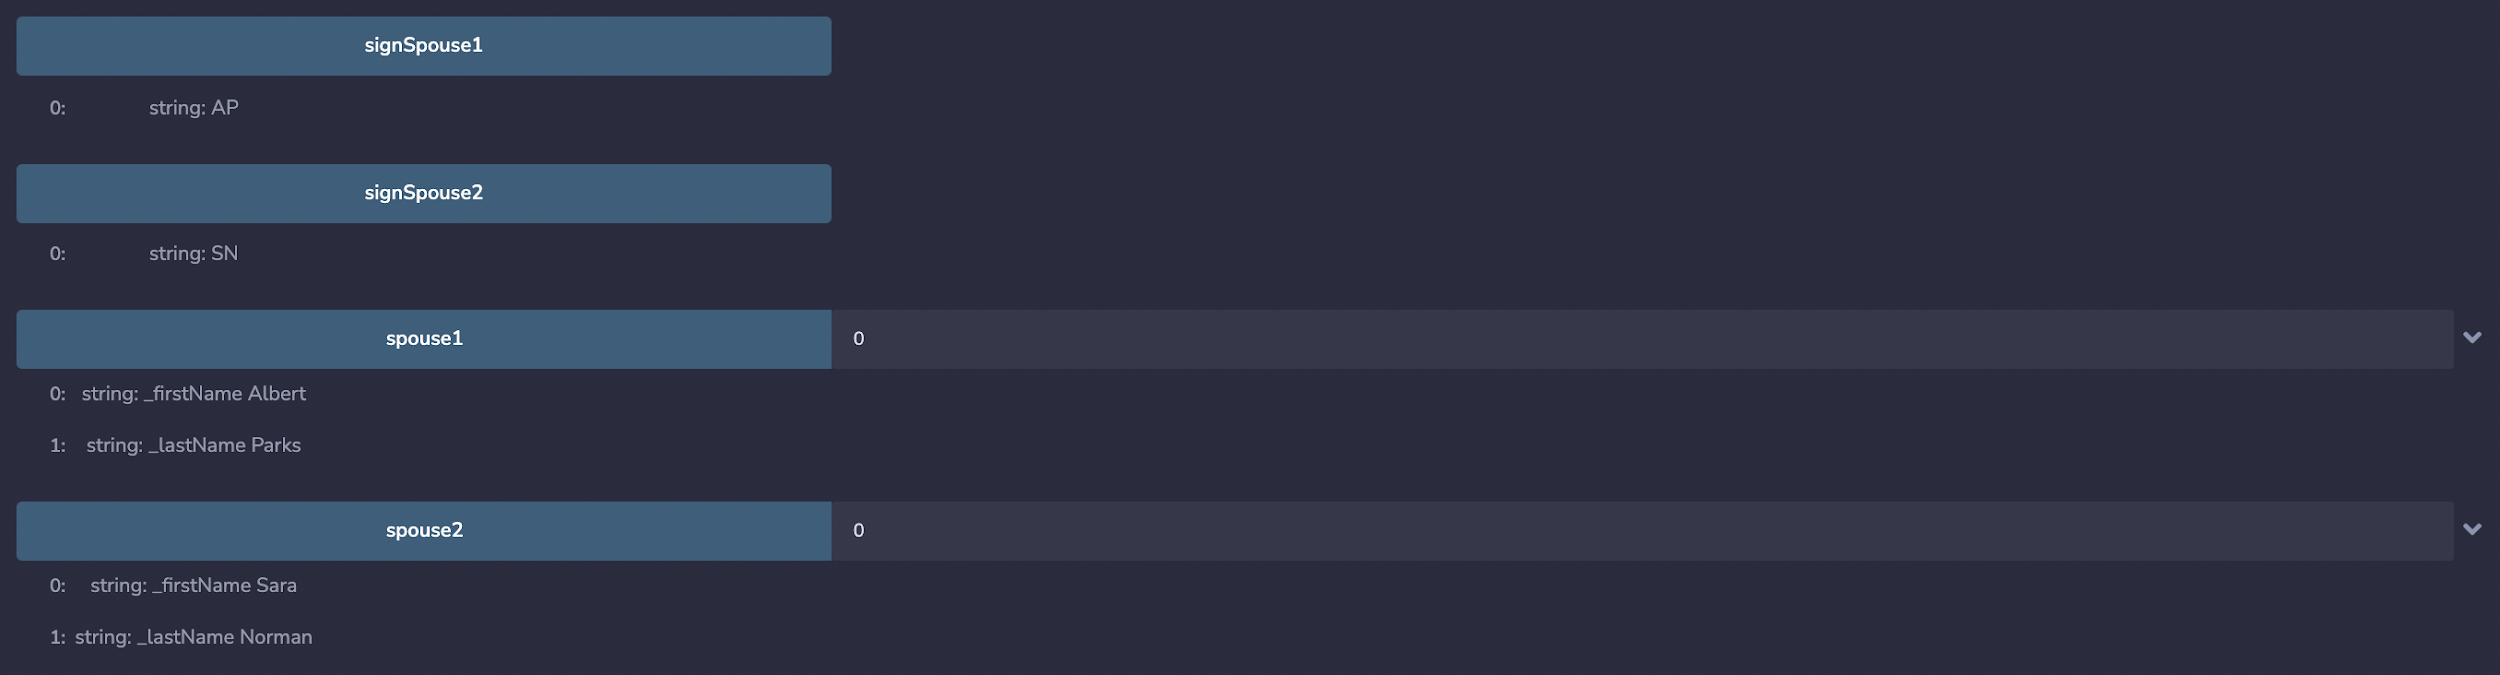 signSpouse1
0: string: AP
signSpouse2
0: string: SN
spouse1 0
0: string: _firstName Albert
1: string: _lastName Parks
spouse2 0
0: string: _firstName Sara
1: string: _lastName Norman